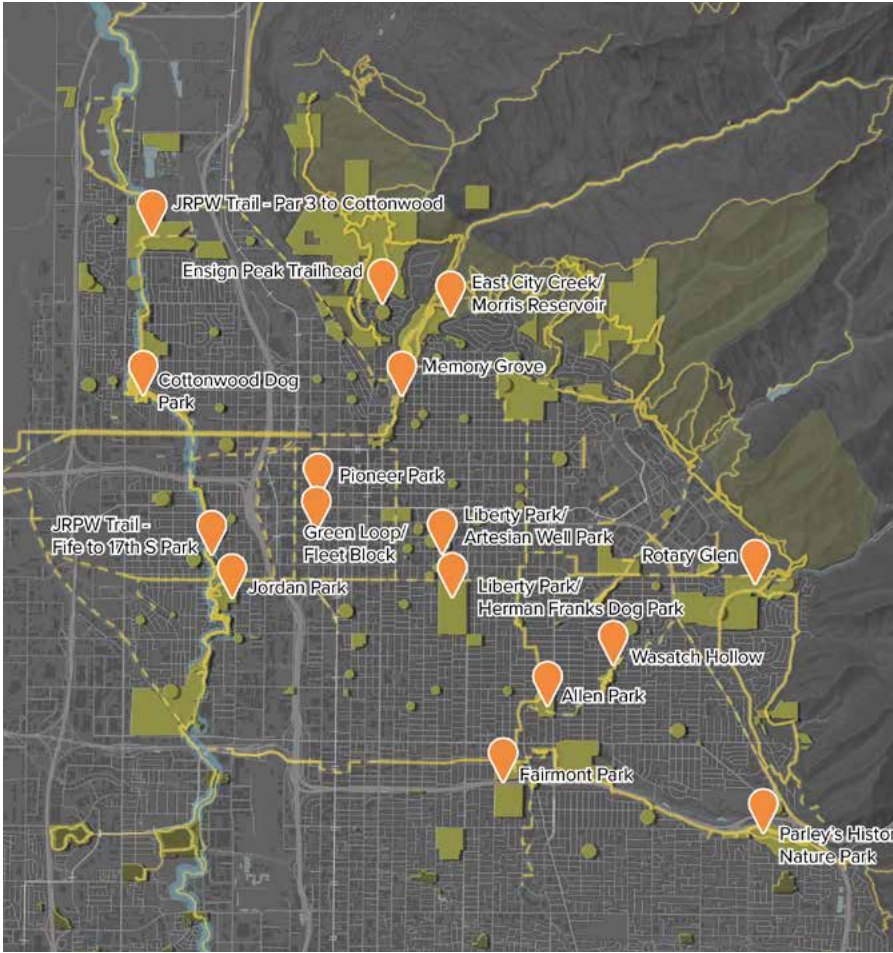 JRPW Trail - Par 3 to Cottonwood
Ensign Peak Trailhead
East City Creek/
Morris Reservoir
Memory Grove
Cottonwood Dog
Park
Pioneer Park
Green Loop/
Fleet Block
JRPW Trail -
Fife to 17th S Park
Liberty Park/
Artesian Well Park
Rotary Glen
Jordan Park
Liberty Park/
Herman Franks Dog Park
Wasatch Hollow
Allen Park
Fairmont Park
Parley's Histor
Nature Park